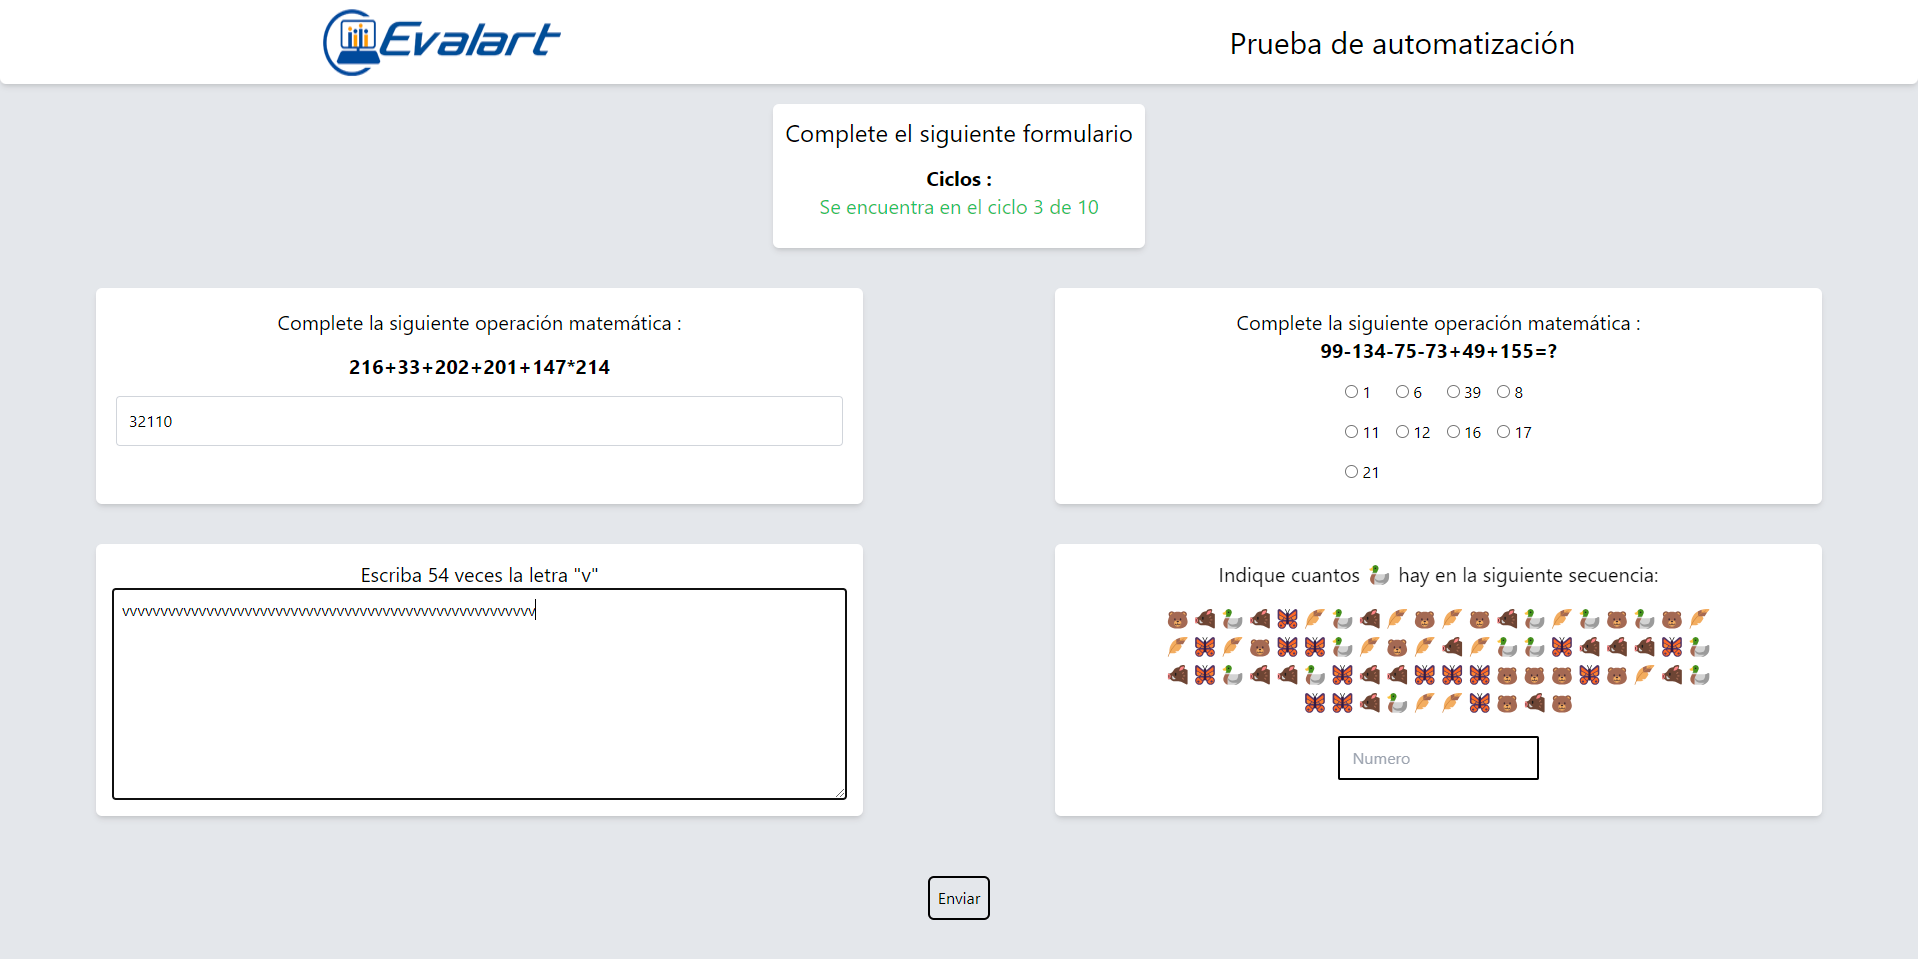 Evalart
Prueba de automatización
Complete el siguiente formulario
Ciclos :
Se encuentra en el ciclo 3 de 10
Complete la siguiente operación matemática :
216+33+202+201+147*214
32110
Complete la siguiente operación matemática :
99-134-75-73+49+155=?
1 6 39 8
11 12 16 17
21
Escriba 54 veces la letra "v"
vvvvvvvvvvvvvvvvvvvvvvvvvvvvvvvvvvvvvvvvvvvvvvvvvvvvvv
Indique cuantos 🦆 hay en la siguiente secuencia:
Numero
Enviar